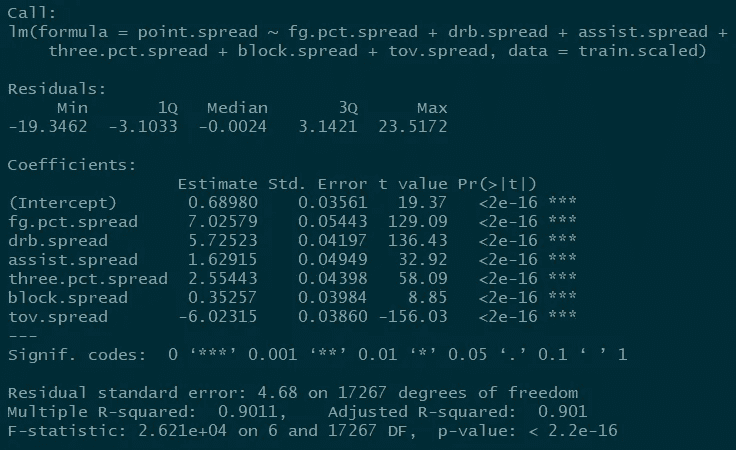 Call:
lm(formula = point.spread ~ fg.pct.spread + drb.spread + assist.spread +
    three.pct.spread + block.spread + tov.spread, data = train.scaled)
Residuals:
     Min       1Q   Median       3Q      Max
-19.3462  -3.1033  -0.0024   3.1421  23.5172
Coefficients:
                 Estimate Std. Error t value Pr(>|t|)
(Intercept)       0.68980    0.03561   19.37   <2e-16 ***
fg.pct.spread     7.02579    0.05443  129.09   <2e-16 ***
drb.spread        5.72523    0.04197  136.43   <2e-16 ***
assist.spread     1.62915    0.04949   32.92   <2e-16 ***
three.pct.spread  2.55443    0.04398   58.09   <2e-16 ***
block.spread      0.35257    0.03984    8.85   <2e-16 ***
tov.spread       -6.02315    0.03860 -156.03   <2e-16 ***
---
Signif. codes:  0 ‘***’ 0.001 ‘**’ 0.01 ‘*’ 0.05 ‘.’ 0.1 ‘ ’ 1
Residual standard error: 4.68 on 17267 degrees of freedom
Multiple R-squared:  0.9011,    Adjusted R-squared:  0.901
F-statistic: 2.621e+04 on 6 and 17267 DF,  p-value: < 2.2e-16